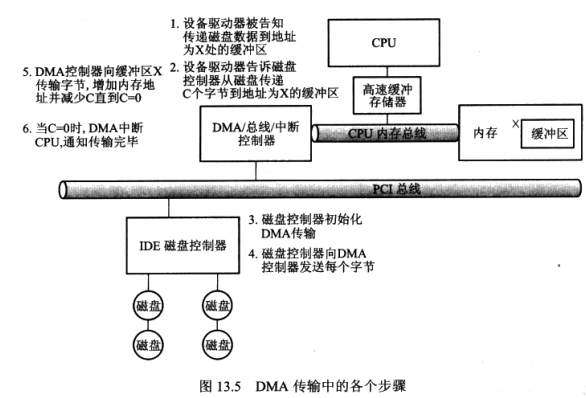 1. 设备驱动器被告知
传递磁盘数据到地址
为X处的缓冲区
2. 设备驱动器告诉磁盘
控制器从磁盘传递
C个字节到地址为X的缓冲区
5. DMA控制器向缓冲区X
传输字节,增加内存地
址并减少C直到C=0
6. 当C=0时, DMA中断
CPU,通知传输完毕
CPU
高速缓冲
存储器
DMA/总线/中断
控制器
CPU 内存总线
内存
X
缓冲区
PCI 总线
IDE 磁盘控制器
3. 磁盘控制器初始化
DMA传输
4. 磁盘控制器向DMA
控制器发送每个字节
磁盘
磁盘
磁盘
磁盘
图 13.5 DMA 传输中的各个步骤